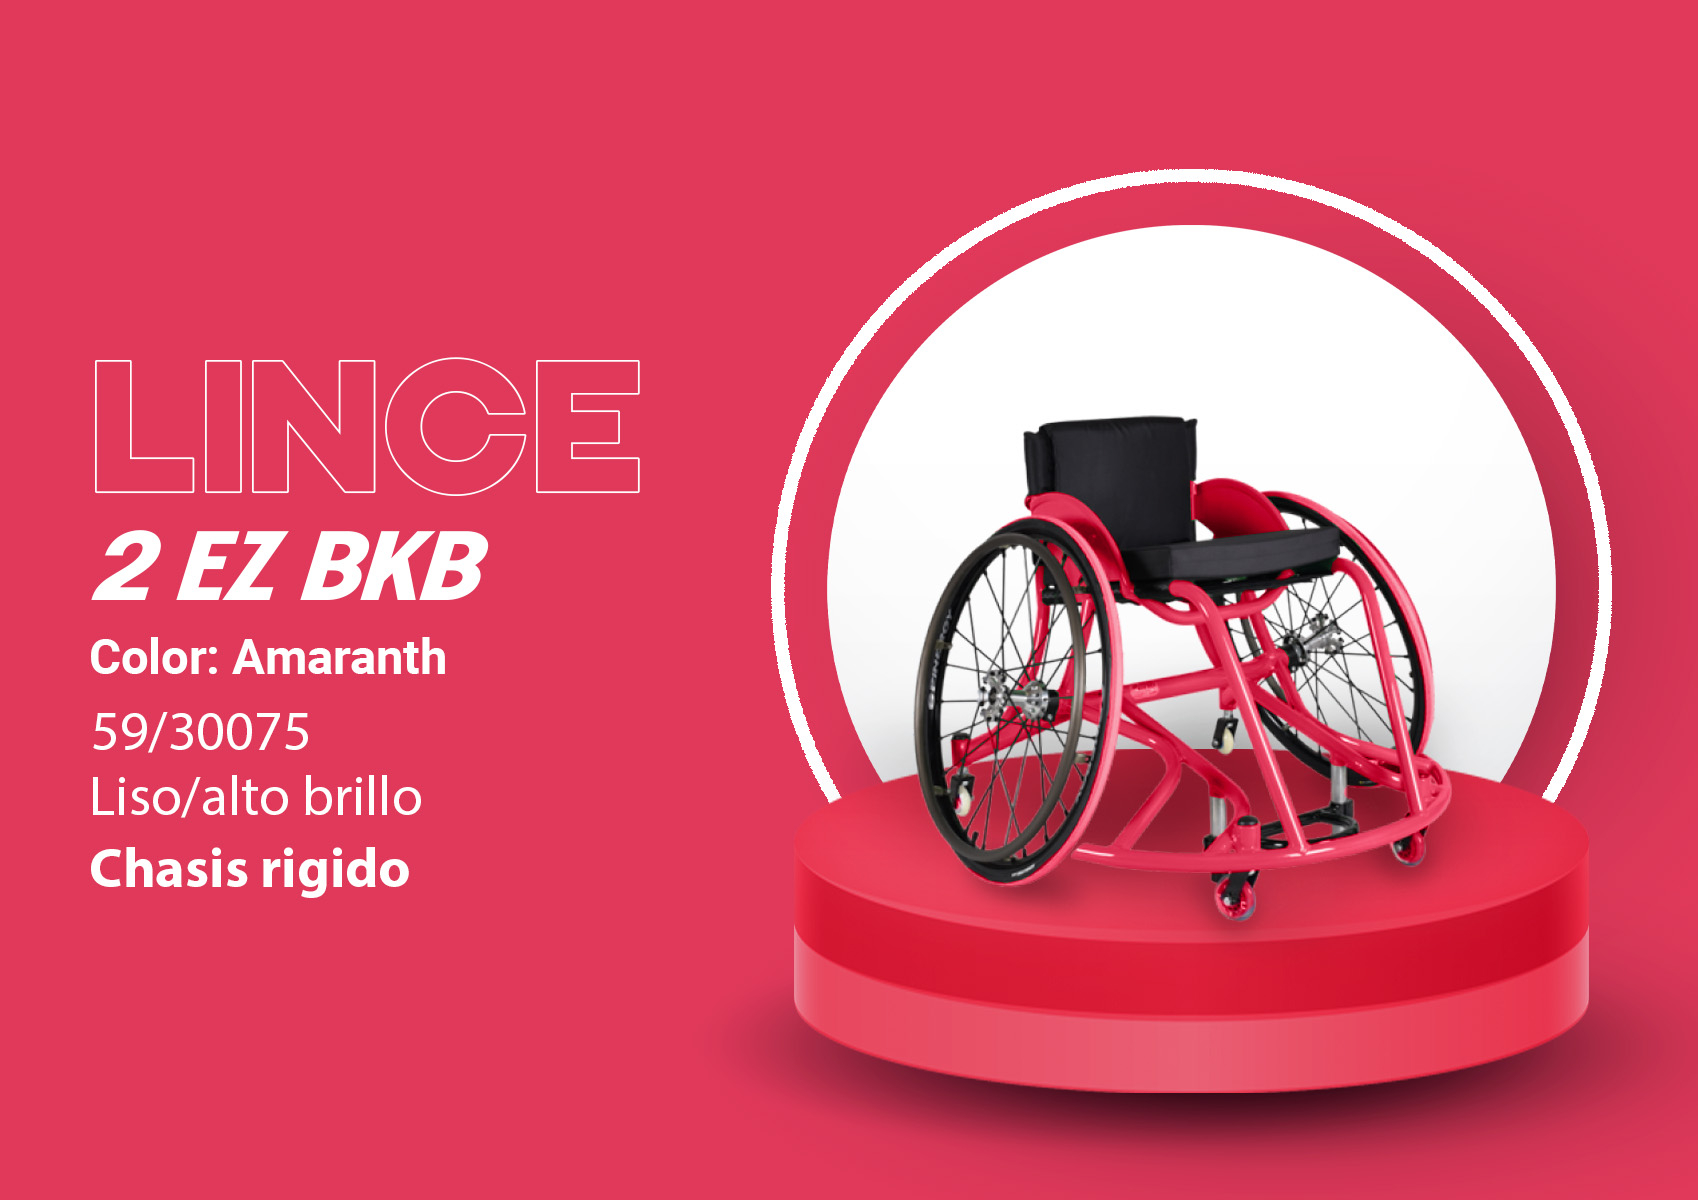 LINCE
2 EZ BKB
Color: Amaranth
59/30075
Liso/alto brillo
Chasis rigido